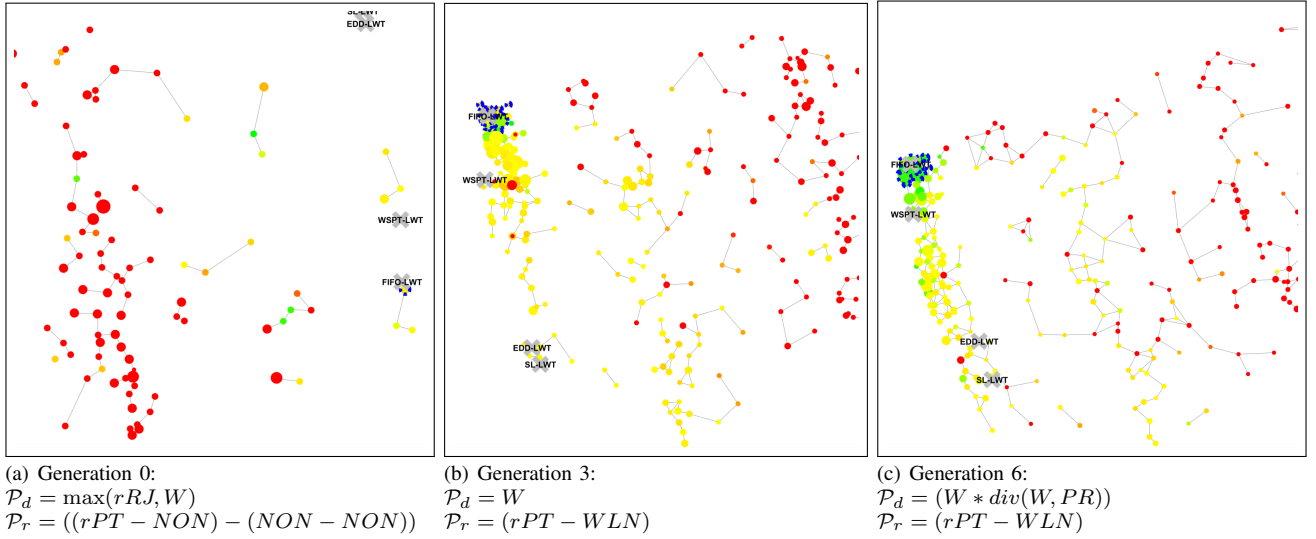 SL-LWT
EDD-LWT
WSPT-LWT
FIFO-LWT
FIFO-LWT
WSPT-LWT
EDD-LWT
SL-LWT
FIFO-LWT
WSPT-LWT
EDD-LWT
SL-LWT
(a) Generation 0:
𝒫_d = max(rRJ, W)
𝒫_r = ((rPT − NON) − (NON − NON))
(b) Generation 3:
𝒫_d = W
𝒫_r = (rPT − WLN)
(c) Generation 6:
𝒫_d = (W ∗ div(W, PR))
𝒫_r = (rPT − WLN)